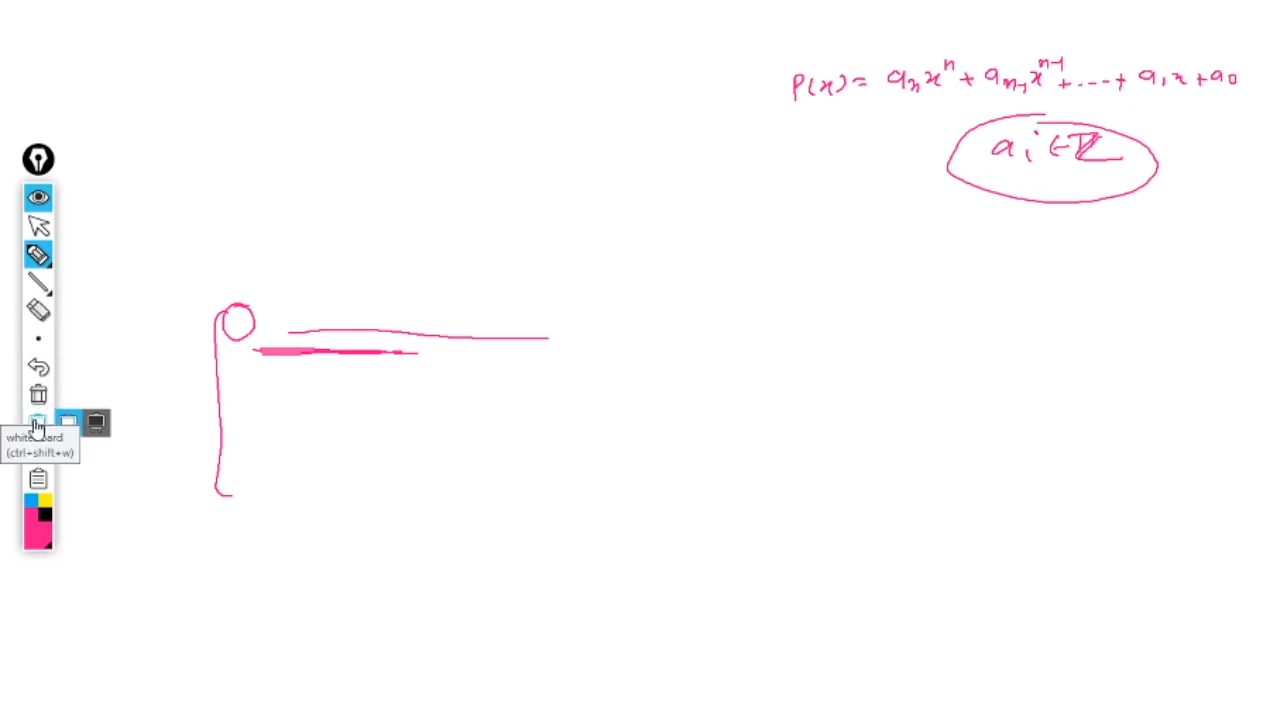 P(x) = aₙxⁿ + aₙ₋₁xⁿ⁻¹ + .... + a₁x + a₀
aᵢ ∈ ℤ
whiteboard
(ctrl+shift+w)